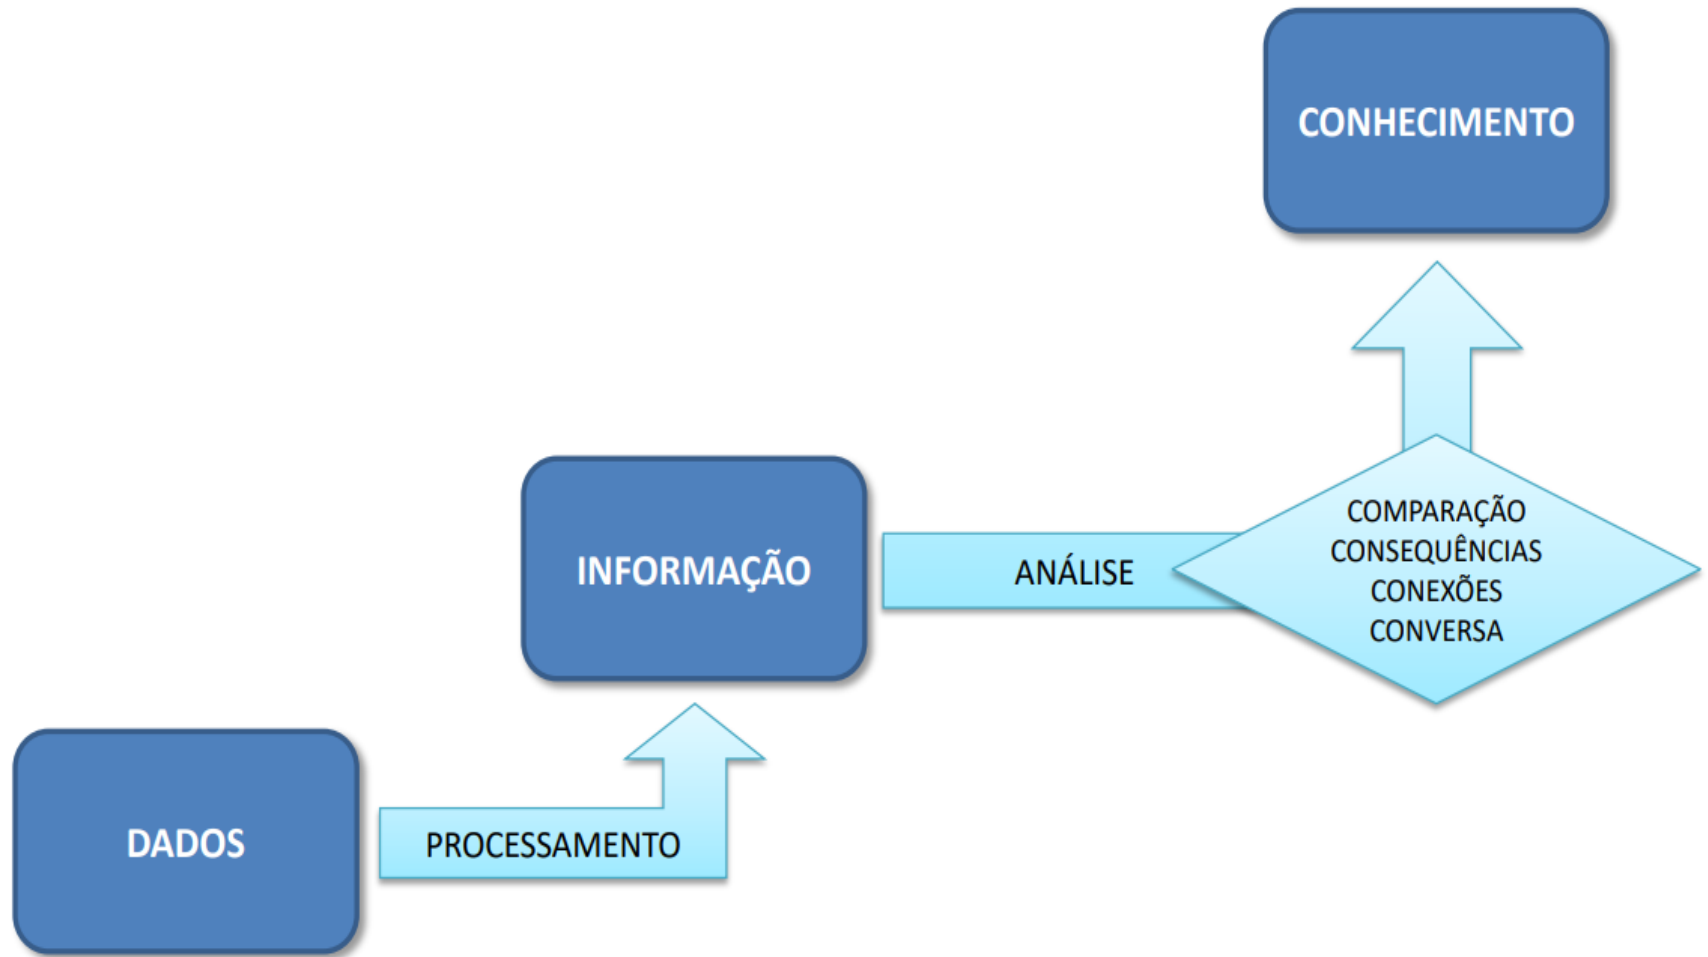 CONHECIMENTO
COMPARAÇÃO
CONSEQUÊNCIAS
CONEXÕES
CONVERSA
ANÁLISE
INFORMAÇÃO
PROCESSAMENTO
DADOS